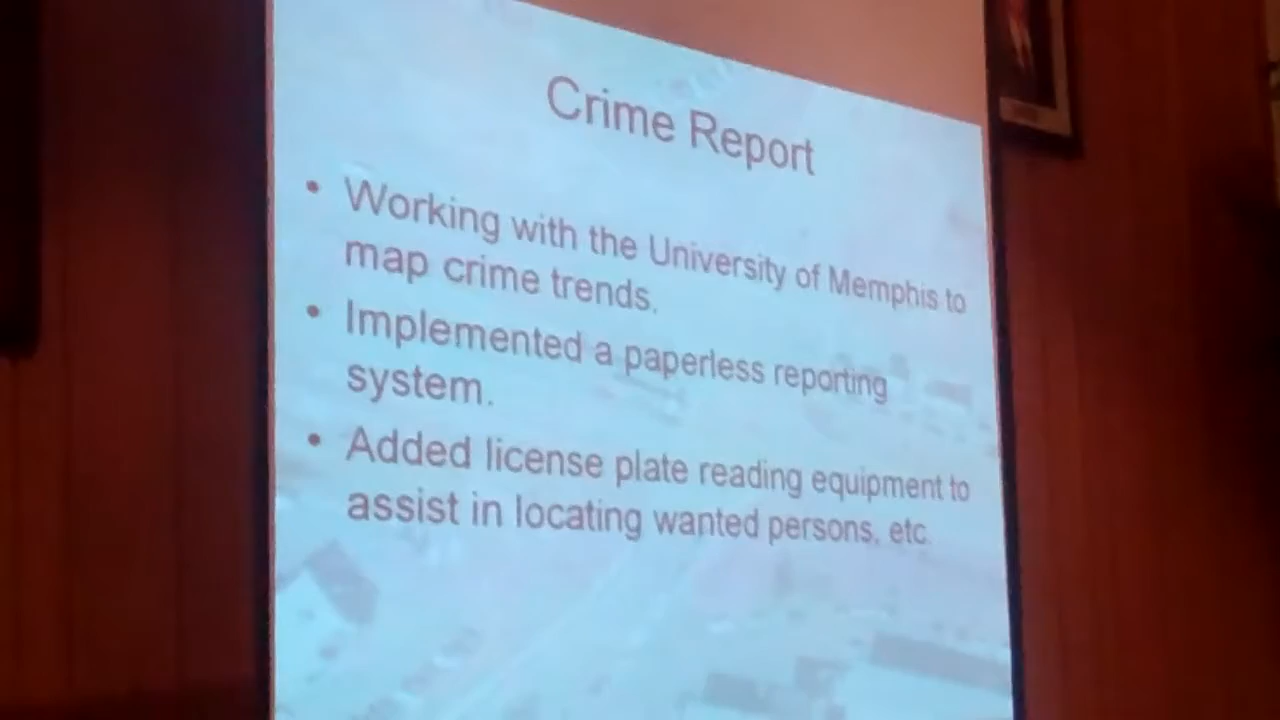 Crime Report
• Working with the University of Memphis to
map crime trends.
• Implemented a paperless reporting
system.
• Added license plate reading equipment to
assist in locating wanted persons, etc.